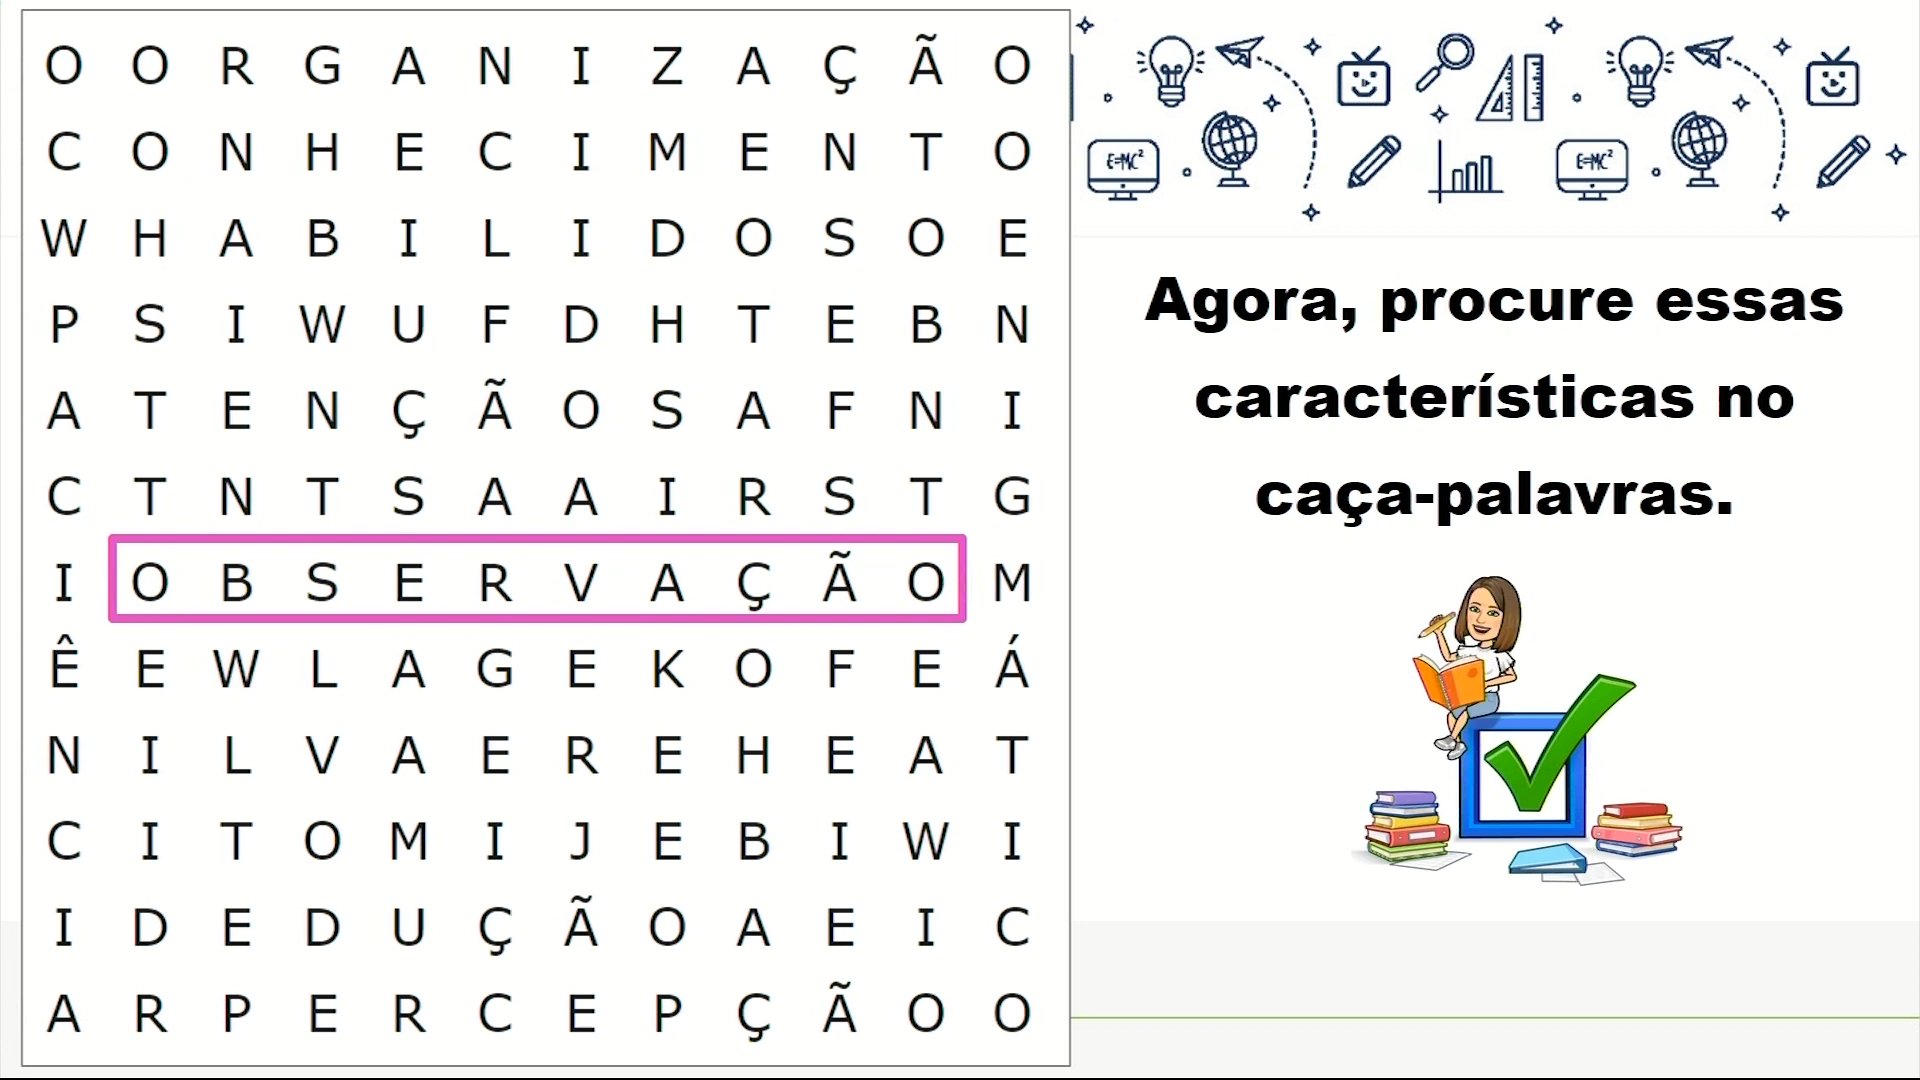 O O R G A N I Z A Ç Ã O
C O N H E C I M E N T O
W H A B I L I D O S O E
P S I W U F D H T E B N
A T E N Ç Ã O S A F N I
C T N T S A A I R S T G
I O B S E R V A Ç Ã O M
Ê E W L A G E K O F E Á
N I L V A E R E H E A T
C I T O M I J E B I W I
I D E D U Ç Ã O A E I C
A R P E R C E P Ç Ã O O
E=MC²
E=MC²
Agora, procure essas
características no
caça-palavras.